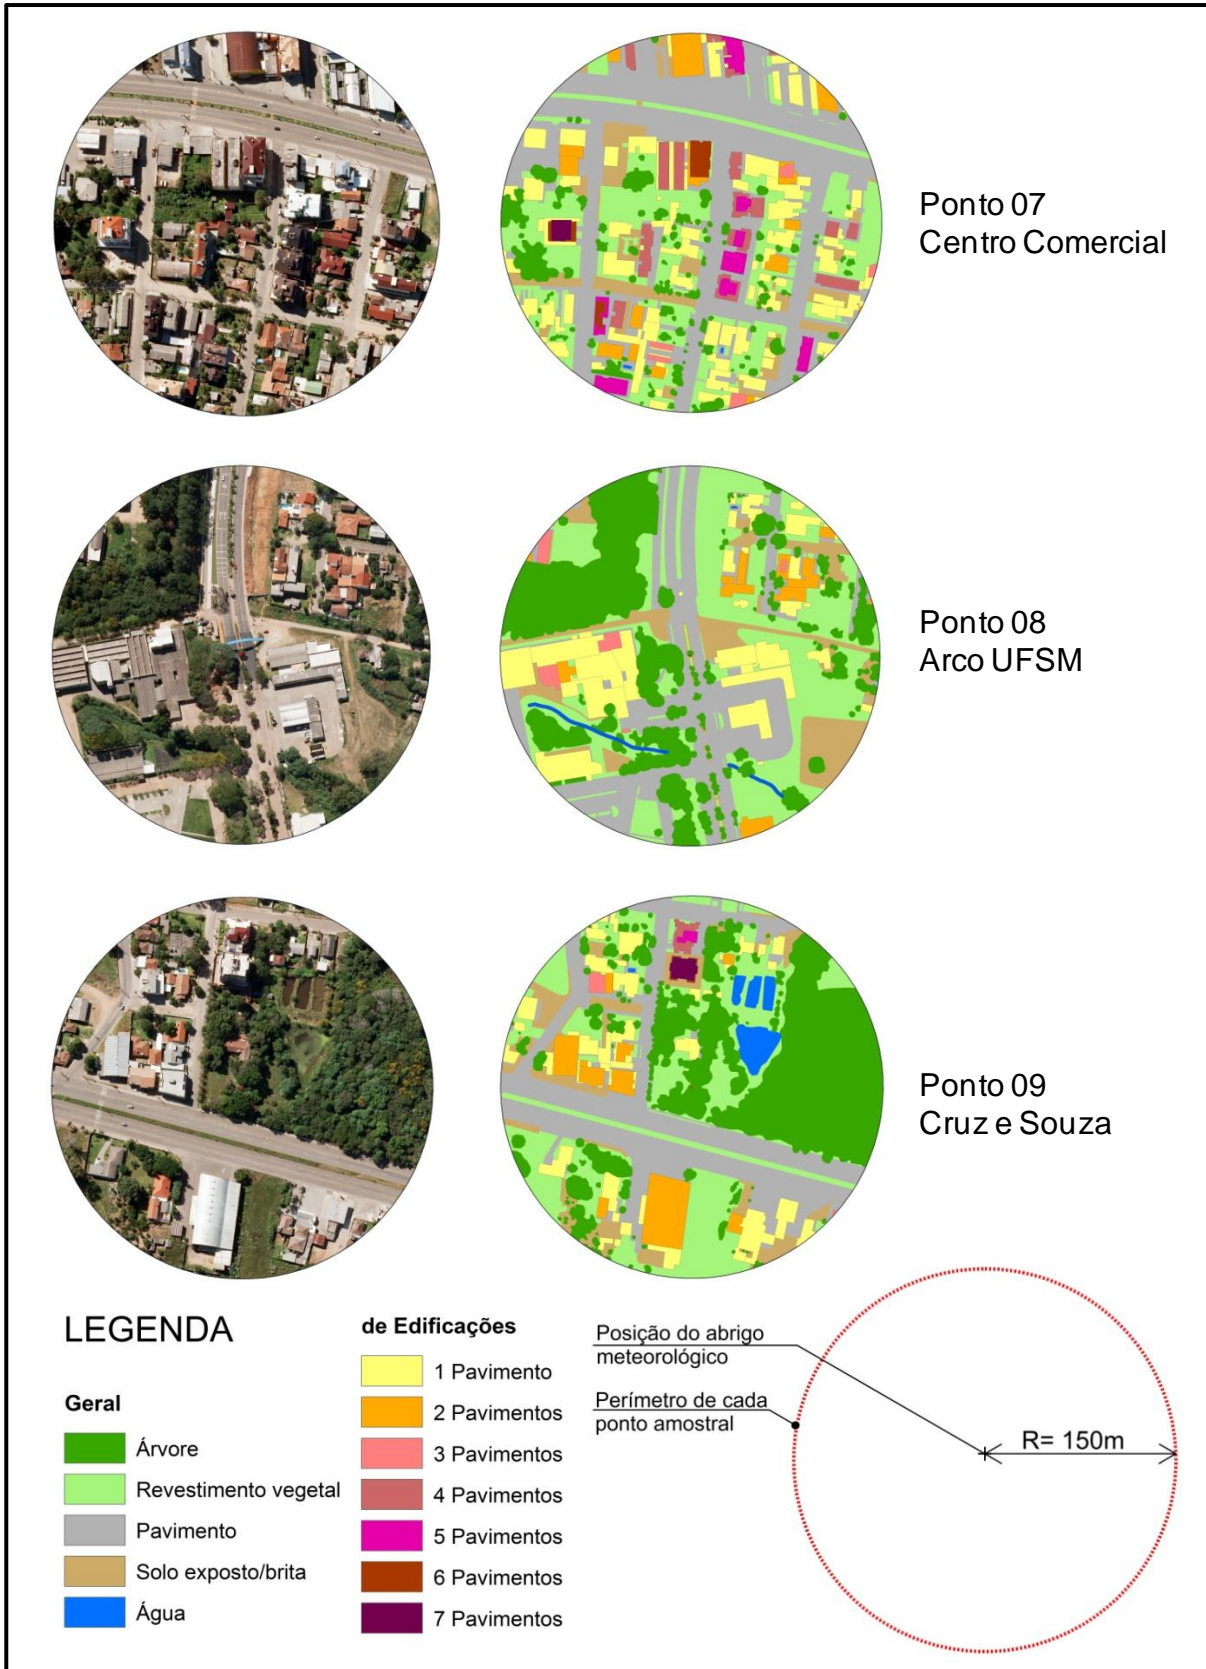 Ponto 07
Centro Comercial
Ponto 08
Arco UFSM
Ponto 09
Cruz e Souza
LEGENDA
Geral
Árvore
Revestimento vegetal
Pavimento
Solo exposto/brita
Água
de Edificações
1 Pavimento
2 Pavimentos
3 Pavimentos
4 Pavimentos
5 Pavimentos
6 Pavimentos
7 Pavimentos
Posição do abrigo
meteorológico
Perímetro de cada
ponto amostral
R= 150m